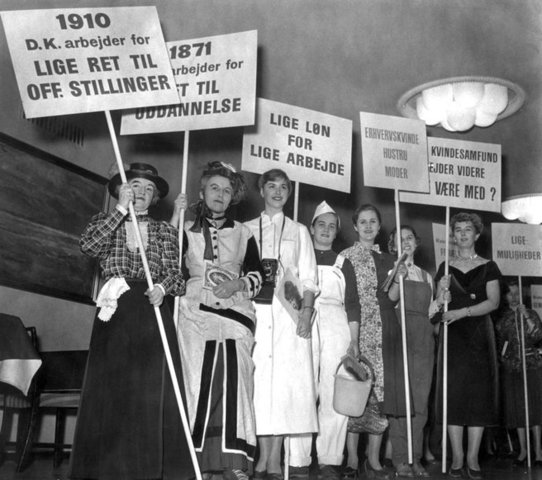 1910
D.K. arbejder for
LIGE RET TIL
OFF. STILLINGER
1871
arbejder for
T TIL
UDDANNELSE
LIGE LØN
FOR
LIGE ARBEJDE
ERHVERVSKVINDE
HUSTRU
MODER
KVINDESAMFUND
EJDER VIDERE
VÆRE MED?
LIGE
MULIGHEDER